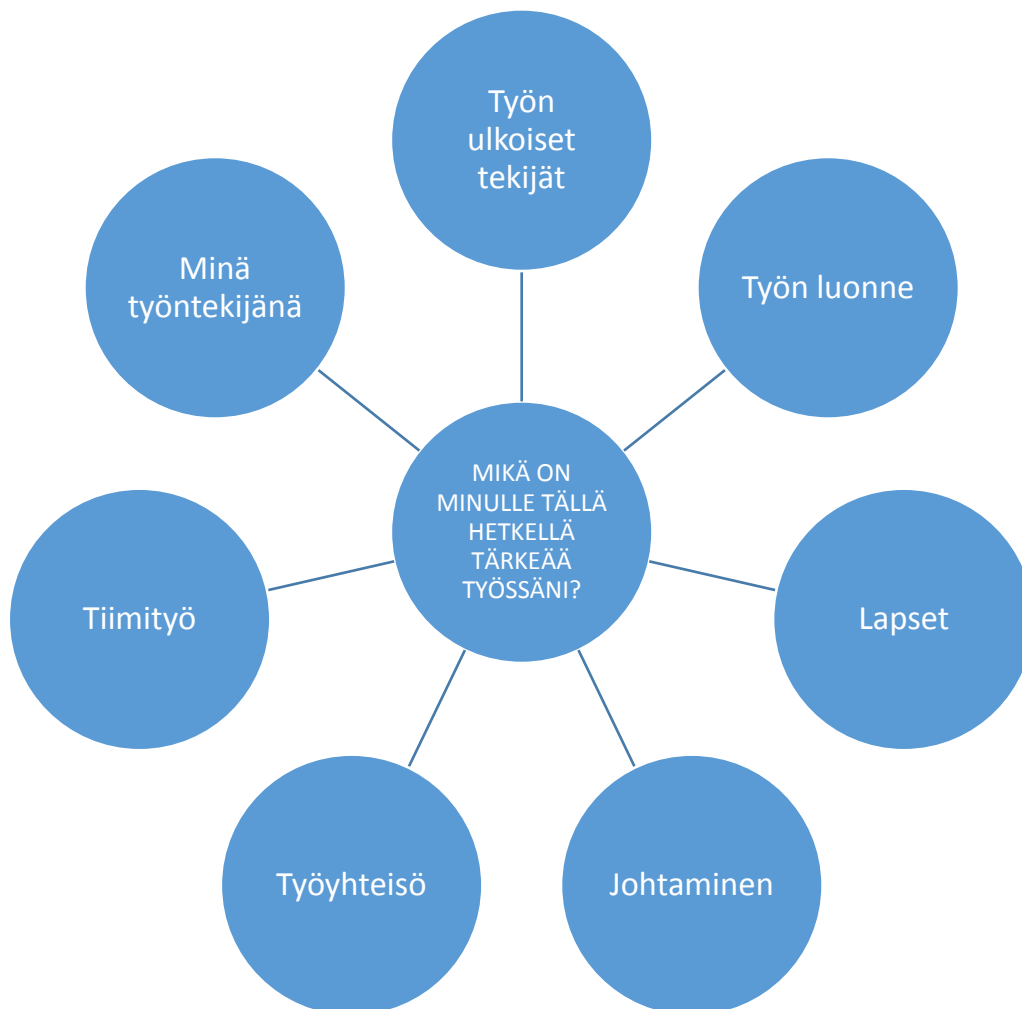 Työn
ulkoiset
tekijät
Työn luonne
Lapset
Johtaminen
Työyhteisö
Tiimityö
Minä
työntekijänä
MIKÄ ON
MINULLE TÄLLÄ
HETKELLÄ
TÄRKEÄÄ
TYÖSSÄNI?